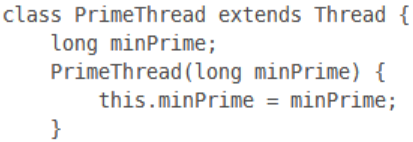 class PrimeThread extends Thread {
    long minPrime;
    PrimeThread(long minPrime) {
        this.minPrime = minPrime;
    }